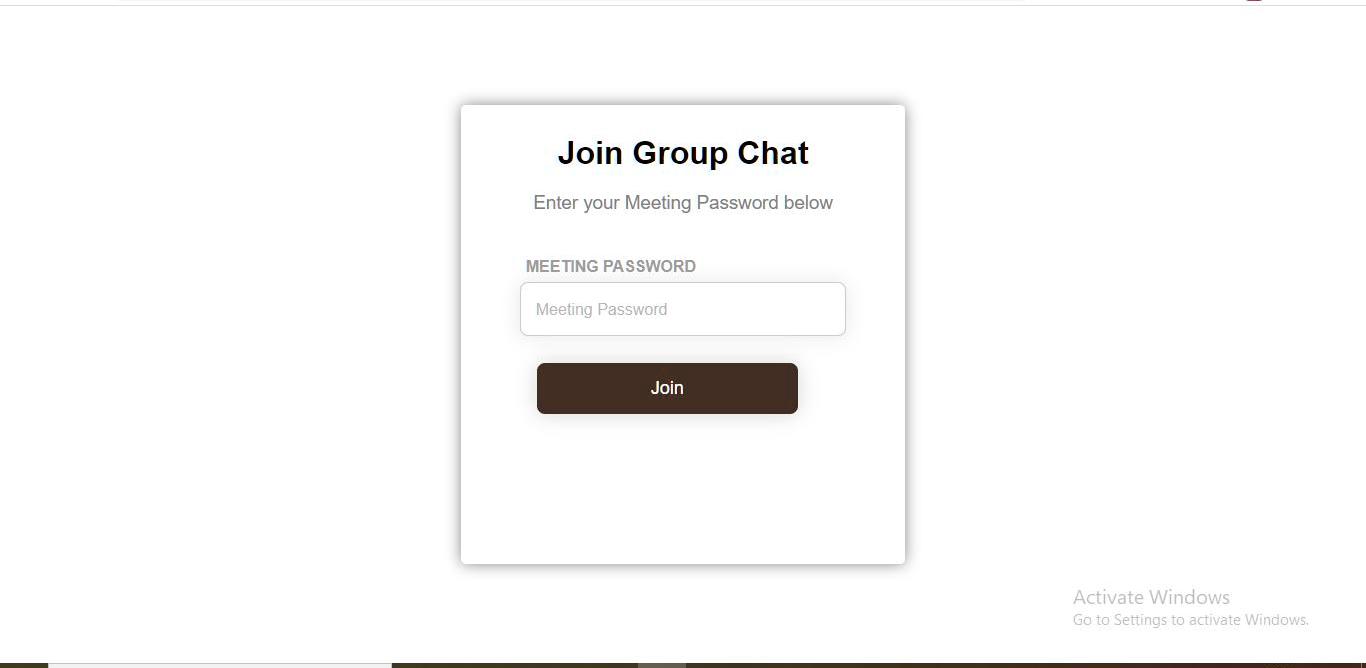 Join Group Chat
Enter your Meeting Password below
MEETING PASSWORD
Meeting Password
Join
Activate Windows
Go to Settings to activate Windows.